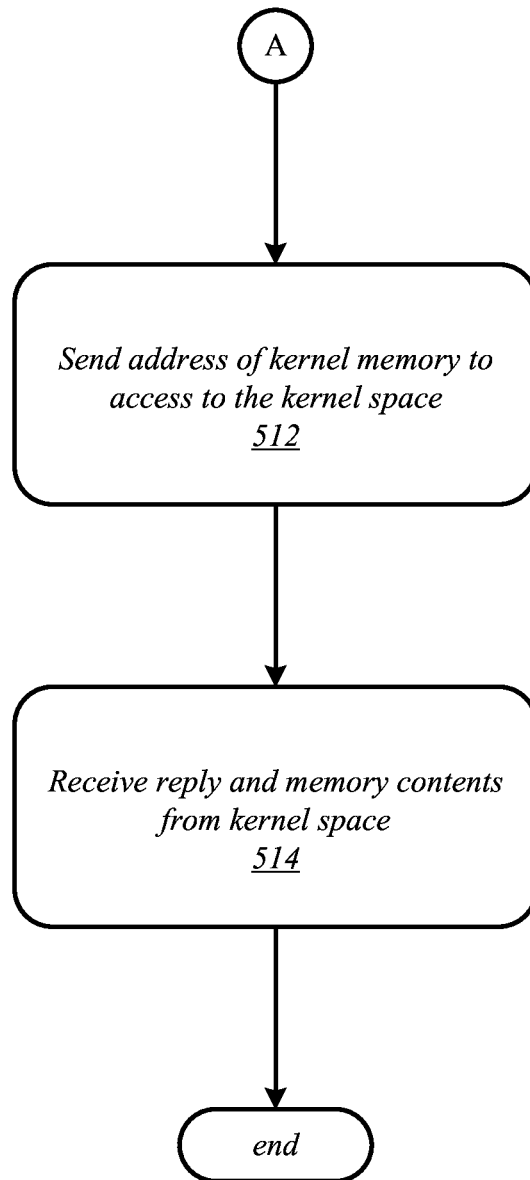 A
Send address of kernel memory to
access to the kernel space
512
Receive reply and memory contents
from kernel space
514
end